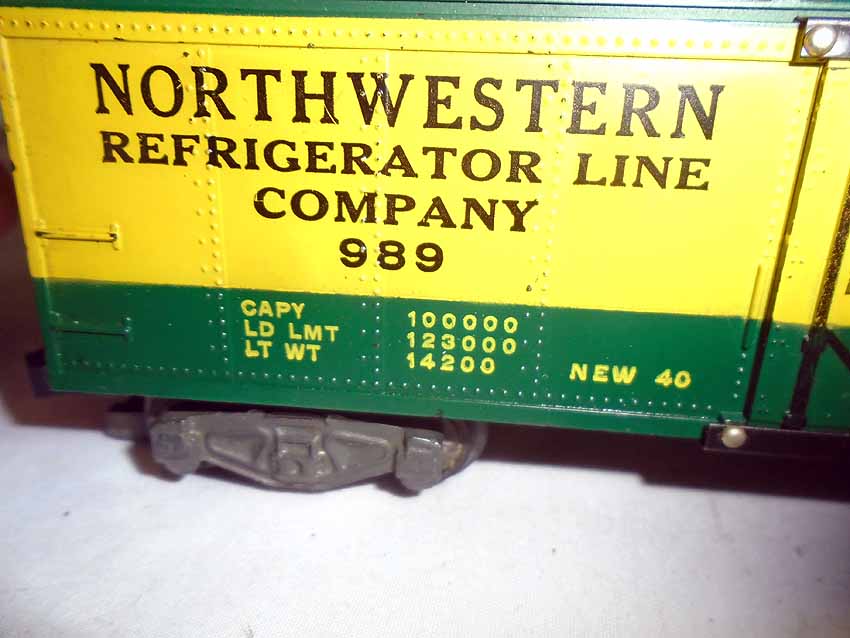 NORTHWESTERN
REFRIGERATOR LINE
COMPANY
989
CAPY 100000
LD LMT 123000
LT WT 14200
NEW 40